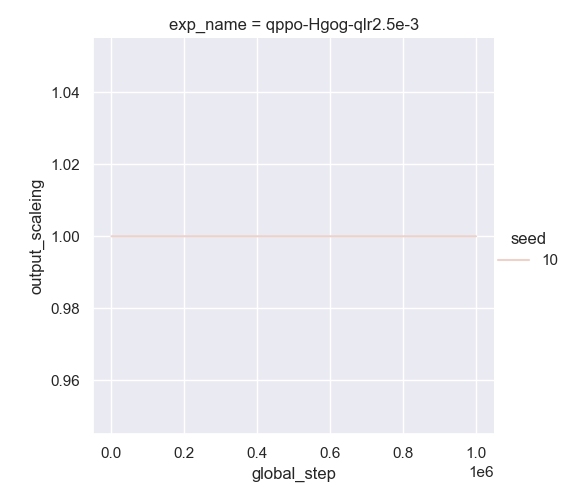 exp_name = qppo-Hgog-qlr2.5e-3
1.04
1.02
1.00
0.98
0.96
output_scaleing
0.0 0.2 0.4 0.6 0.8 1.0
1e6
global_step
seed
10